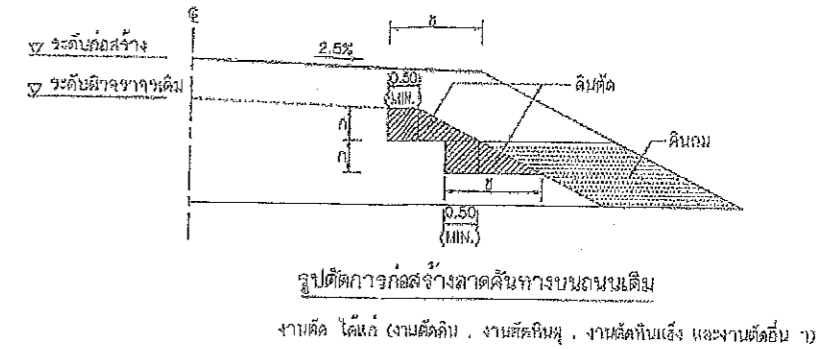 ℄
ข
ระดับก่อสร้าง
2.5%
ระดับผิวจราจรเดิม
0.50
(MIN.)
ดินตัด
ก
ดินถม
ก
ข
0.50
(MIN.)
รูปตัดการก่อสร้างลาดคันทางบนถนนเดิม
งานตัด ได้แก่ (งานตัดดิน , งานตัดหินผุ , งานตัดหินแข็ง และงานตัดอื่น ๆ)